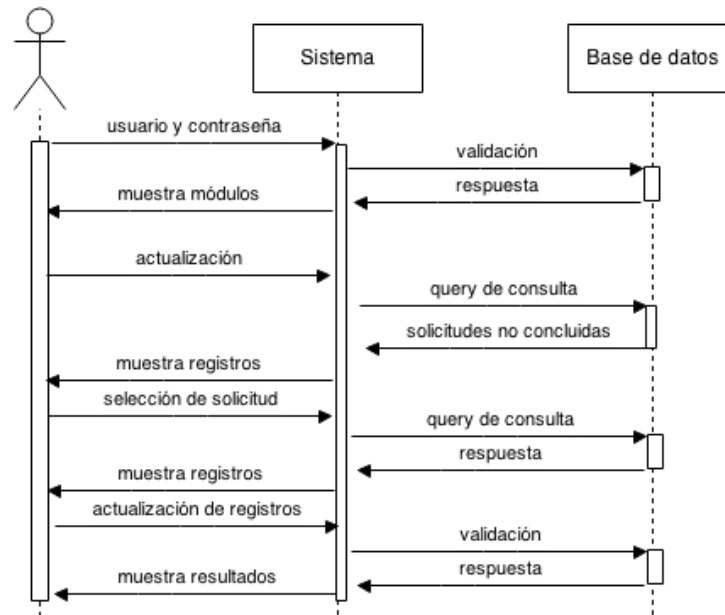 Sistema
Base de datos
usuario y contraseña
validación
respuesta
muestra módulos
actualización
query de consulta
solicitudes no concluidas
muestra registros
selección de solicitud
query de consulta
respuesta
muestra registros
actualización de registros
validación
respuesta
muestra resultados